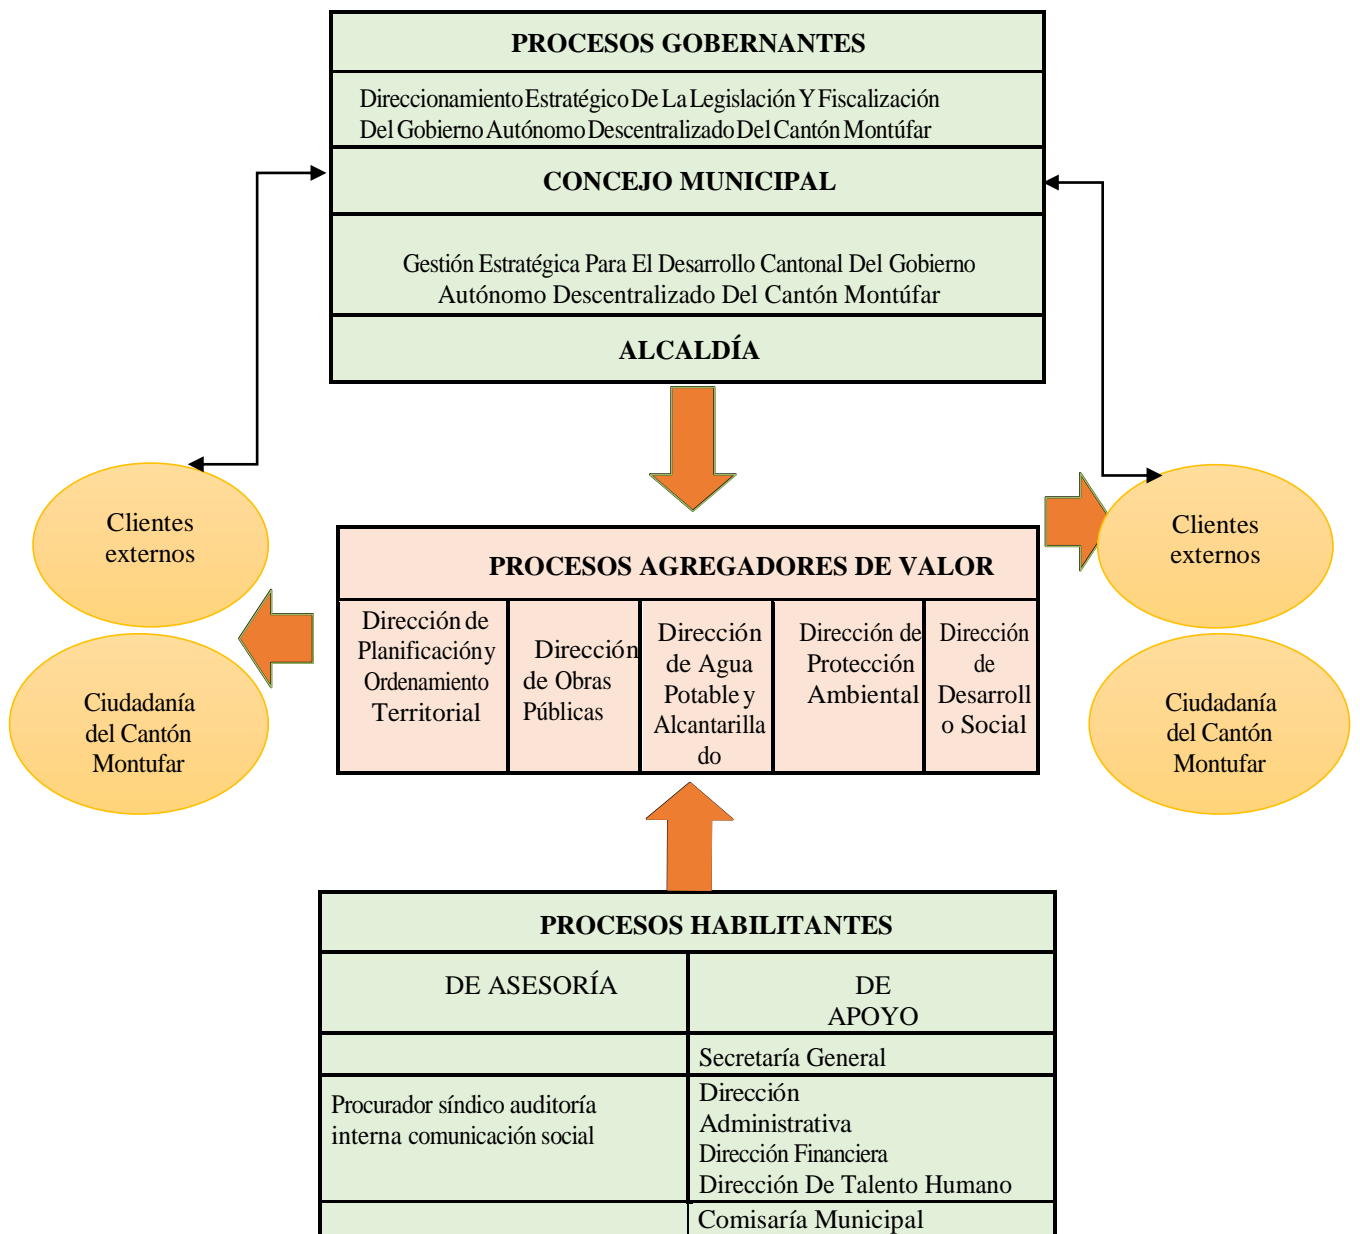 PROCESOS GOBERNANTES
Direccionamiento Estratégico De La Legislación Y Fiscalización
Del Gobierno Autónomo Descentralizado Del Cantón Montúfar
CONCEJO MUNICIPAL
Gestión Estratégica Para El Desarrollo Cantonal Del Gobierno
Autónomo Descentralizado Del Cantón Montúfar
ALCALDÍA
Clientes
externos
Ciudadanía
del Cantón
Montufar
PROCESOS AGREGADORES DE VALOR
Dirección de
Planificación y
Ordenamiento
Territorial
Dirección
de Obras
Públicas
Dirección
de Agua
Potable y
Alcantarilla
do
Dirección de
Protección
Ambiental
Dirección
de
Desarroll
o Social
Clientes
externos
Ciudadanía
del Cantón
Montufar
PROCESOS HABILITANTES
DE ASESORÍA
DE
APOYO
Secretaría General
Procurador síndico auditoría
interna comunicación social
Dirección
Administrativa
Dirección Financiera
Dirección De Talento Humano
Comisaría Municipal